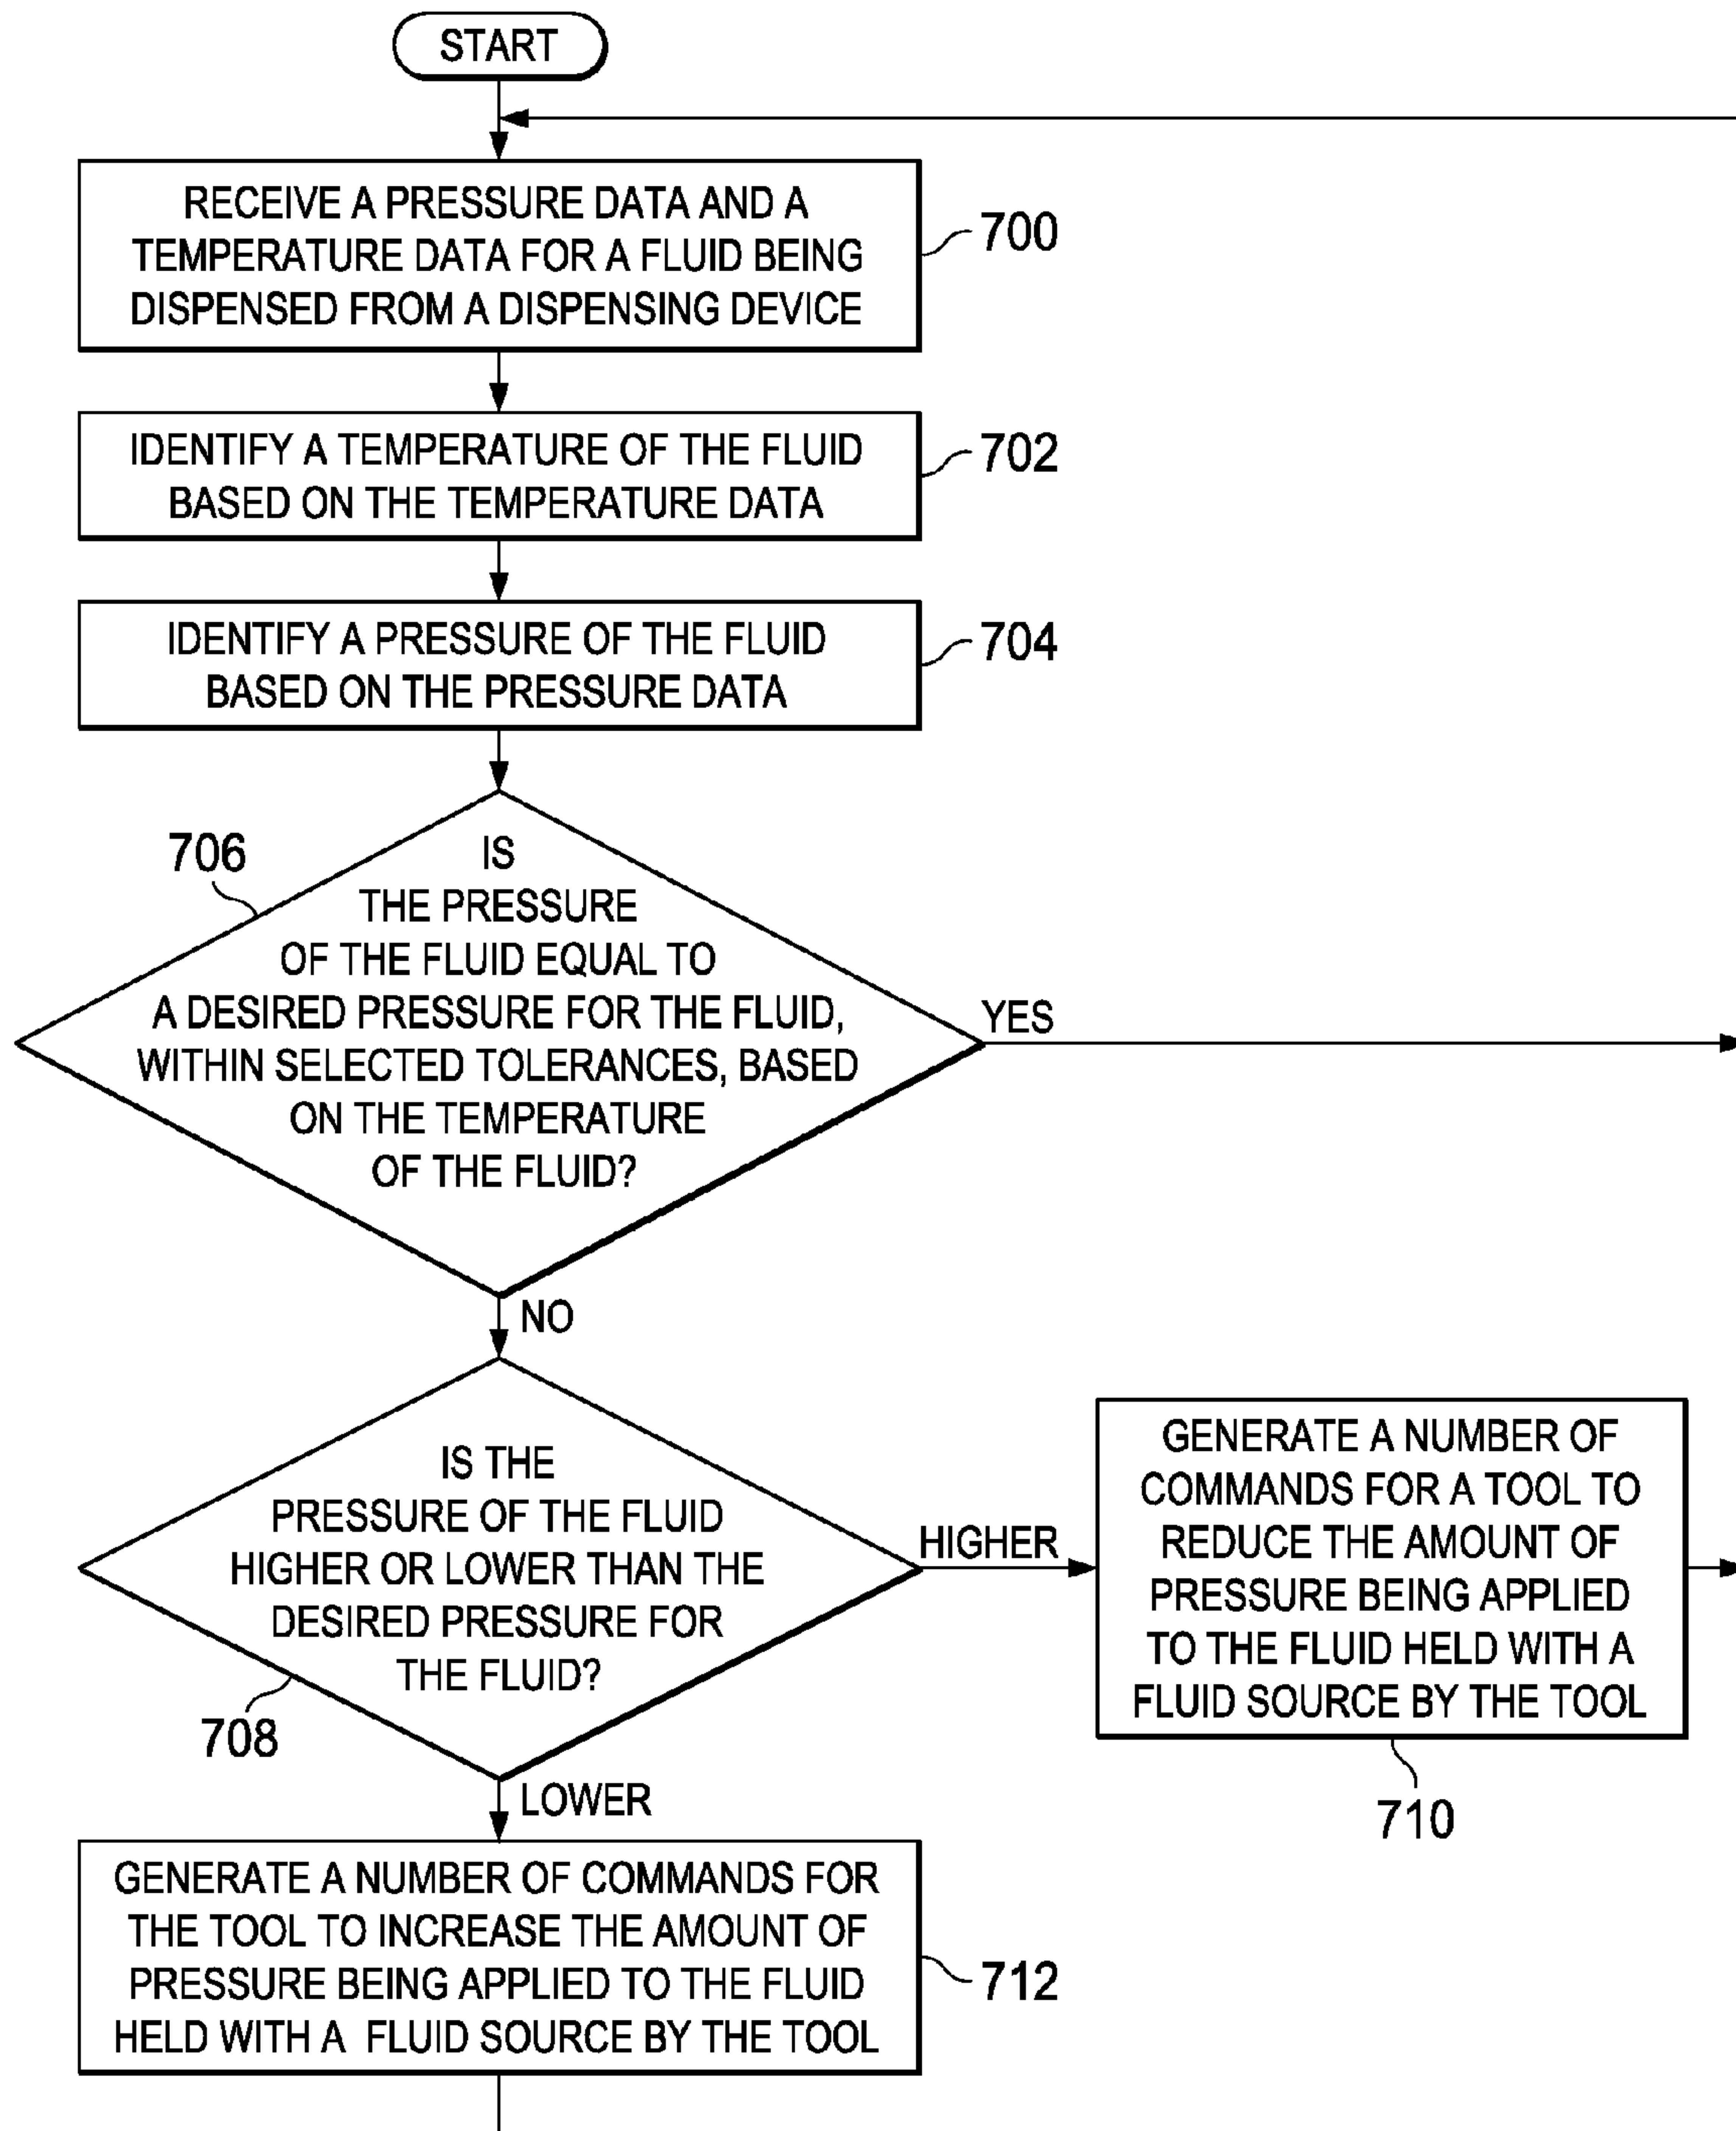 START
RECEIVE A PRESSURE DATA AND A
TEMPERATURE DATA FOR A FLUID BEING
DISPENSED FROM A DISPENSING DEVICE
700
IDENTIFY A TEMPERATURE OF THE FLUID
BASED ON THE TEMPERATURE DATA
702
IDENTIFY A PRESSURE OF THE FLUID
BASED ON THE PRESSURE DATA
704
706
IS
THE PRESSURE
OF THE FLUID EQUAL TO
A DESIRED PRESSURE FOR THE FLUID,
WITHIN SELECTED TOLERANCES, BASED
ON THE TEMPERATURE
OF THE FLUID?
YES
NO
IS THE
PRESSURE OF THE FLUID
HIGHER OR LOWER THAN THE
DESIRED PRESSURE FOR
THE FLUID?
708
HIGHER
GENERATE A NUMBER OF
COMMANDS FOR A TOOL TO
REDUCE THE AMOUNT OF
PRESSURE BEING APPLIED
TO THE FLUID HELD WITH A
FLUID SOURCE BY THE TOOL
710
LOWER
GENERATE A NUMBER OF COMMANDS FOR
THE TOOL TO INCREASE THE AMOUNT OF
PRESSURE BEING APPLIED TO THE FLUID
HELD WITH A FLUID SOURCE BY THE TOOL
712